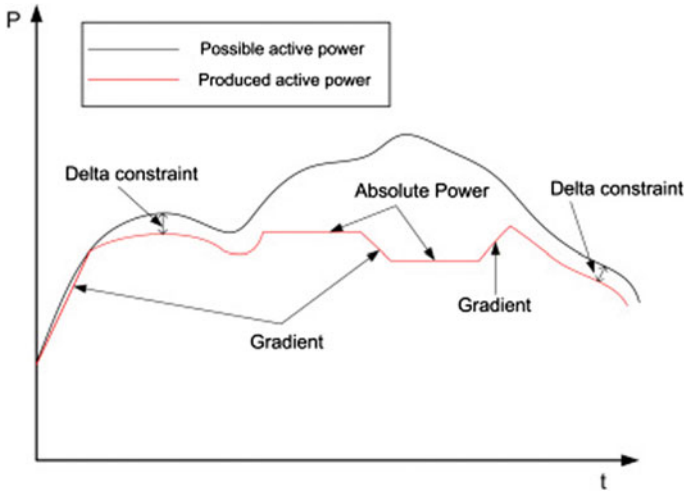 P
Possible active power
Produced active power
Delta constraint
Absolute Power
Delta constraint
Gradient
Gradient
t